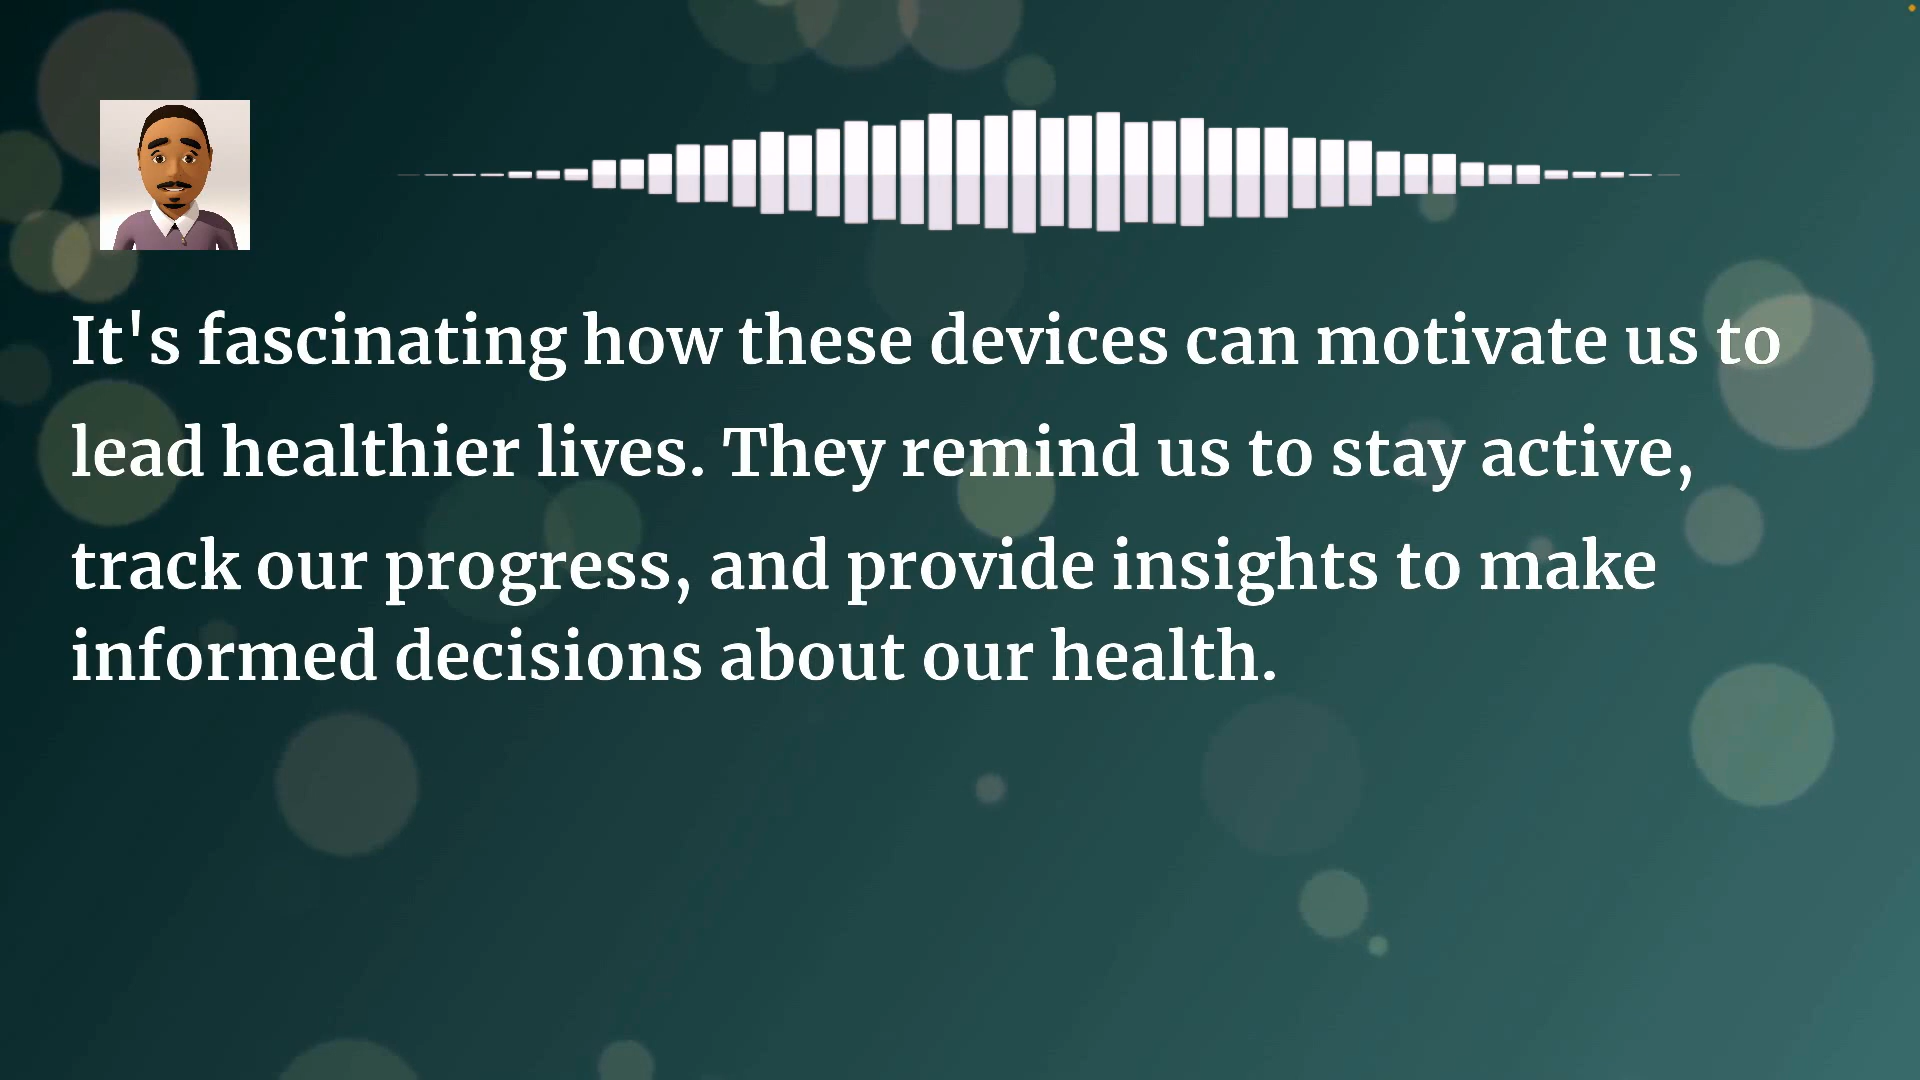 It's fascinating how these devices can motivate us to
lead healthier lives. They remind us to stay active,
track our progress, and provide insights to make
informed decisions about our health.